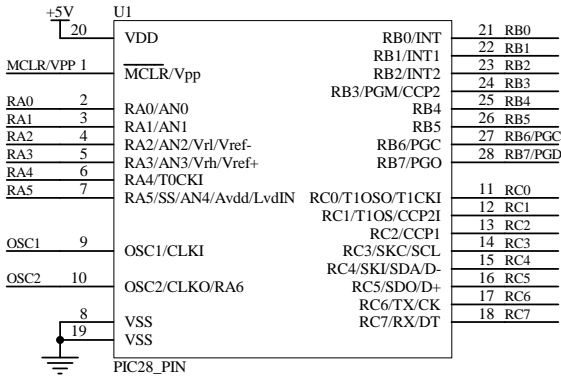 +5V
U1
20 VDD
MCLR/VPP 1 MCLR/Vpp
RA0 2 RA0/AN0
RA1 3 RA1/AN1
RA2 4 RA2/AN2/Vrl/Vref-
RA3 5 RA3/AN3/Vrh/Vref+
RA4 6 RA4/T0CKI
RA5 7 RA5/SS/AN4/Avdd/LvdIN
OSC1 9 OSC1/CLKI
OSC2 10 OSC2/CLKO/RA6
8 VSS
19 VSS
RB0/INT 21 RB0
RB1/INT1 22 RB1
RB2/INT2 23 RB2
RB3/PGM/CCP2 24 RB3
RB4 25 RB4
RB5 26 RB5
RB6/PGC 27 RB6/PGC
RB7/PGO 28 RB7/PGD
RC0/T1OSO/T1CKI 11 RC0
RC1/T1OS/CCP2I 12 RC1
RC2/CCP1 13 RC2
RC3/SKC/SCL 14 RC3
RC4/SKI/SDA/D- 15 RC4
RC5/SDO/D+ 16 RC5
RC6/TX/CK 17 RC6
RC7/RX/DT 18 RC7
PIC28_PIN